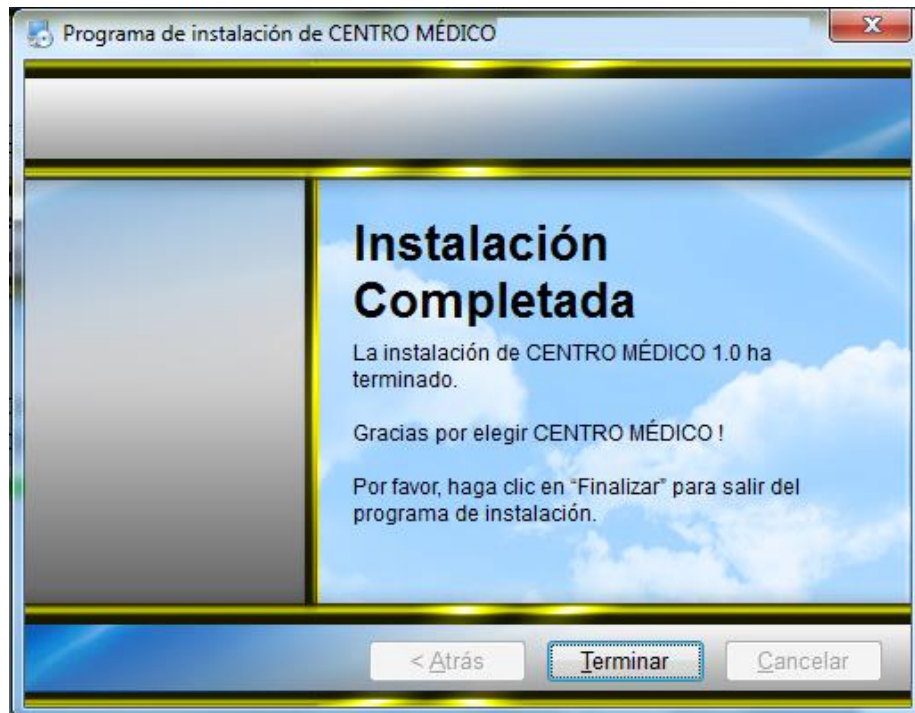 Programa de instalación de CENTRO MÉDICO
Instalación
Completada
La instalación de CENTRO MÉDICO 1.0 ha
terminado.
Gracias por elegir CENTRO MÉDICO !
Por favor, haga clic en “Finalizar” para salir del
programa de instalación.
< Atrás Terminar Cancelar